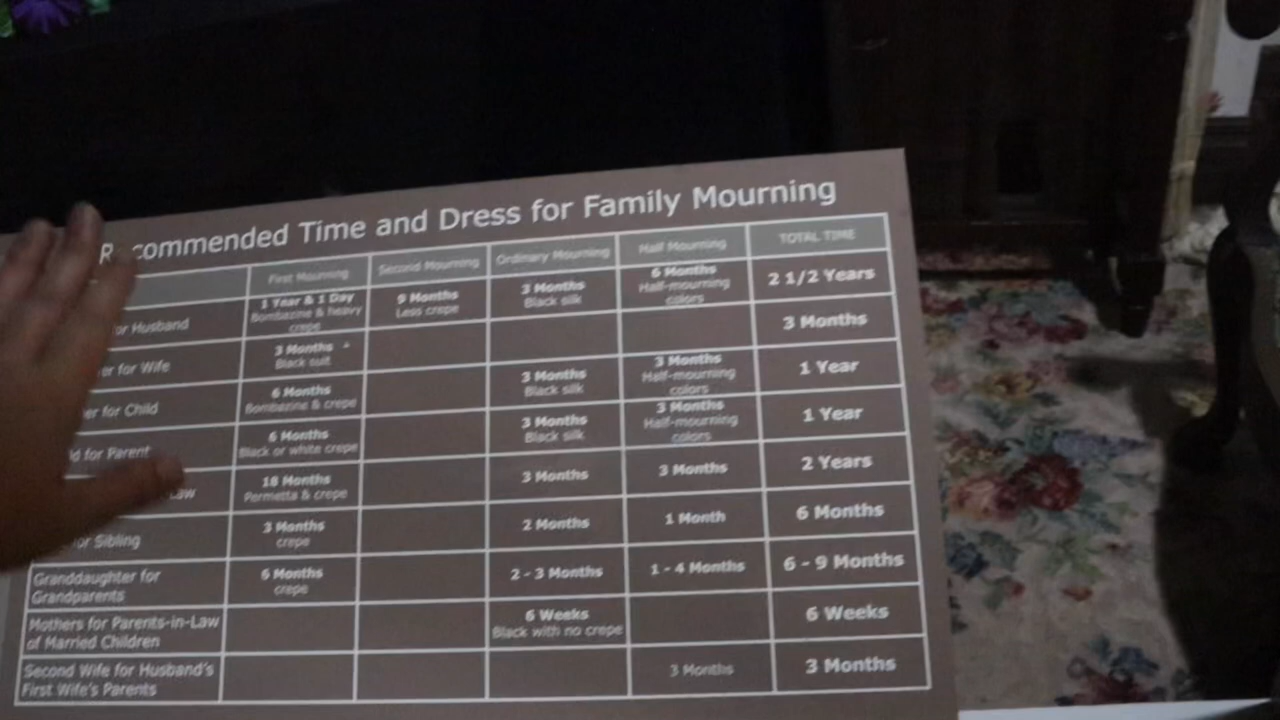 commended Time and Dress for Family Mourning
First Mourning Second Mourning Ordinary Mourning Half Mourning TOTAL TIME
or Husband 1 Year & 1 Day 9 Months 3 Months 6 Months 2 1/2 Years
Bombazine & heavy Less crepe Black silk Half-mourning
crepe colors
er for Wife 3 Months 3 Months
Black suit
er for Child 6 Months 3 Months 3 Months 1 Year
Bombazine & crepe Black silk Half-mourning
colors
ld for Parent 6 Months 3 Months 3 Months 1 Year
Black or white crepe Black silk Half-mourning
colors
Law 18 Months 3 Months 3 Months 2 Years
& crepe
for Sibling 3 Months 2 Months 1 Month 6 Months
crepe
Granddaughter for 6 Months 2 - 3 Months 1 - 4 Months 6 - 9 Months
Grandparents crepe
Mothers for Parents-in-Law 6 Weeks 6 Weeks
of Married Children Black with no crepe
Second Wife for Husband's 3 Months 3 Months
First Wife's Parents